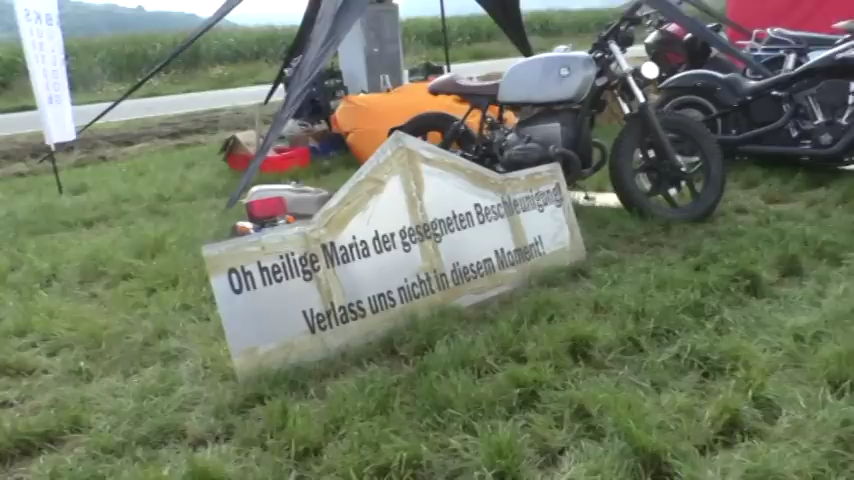 Oh heilige Maria der gesegneten Beschleunigung!
Verlass uns nicht in diesem Moment!